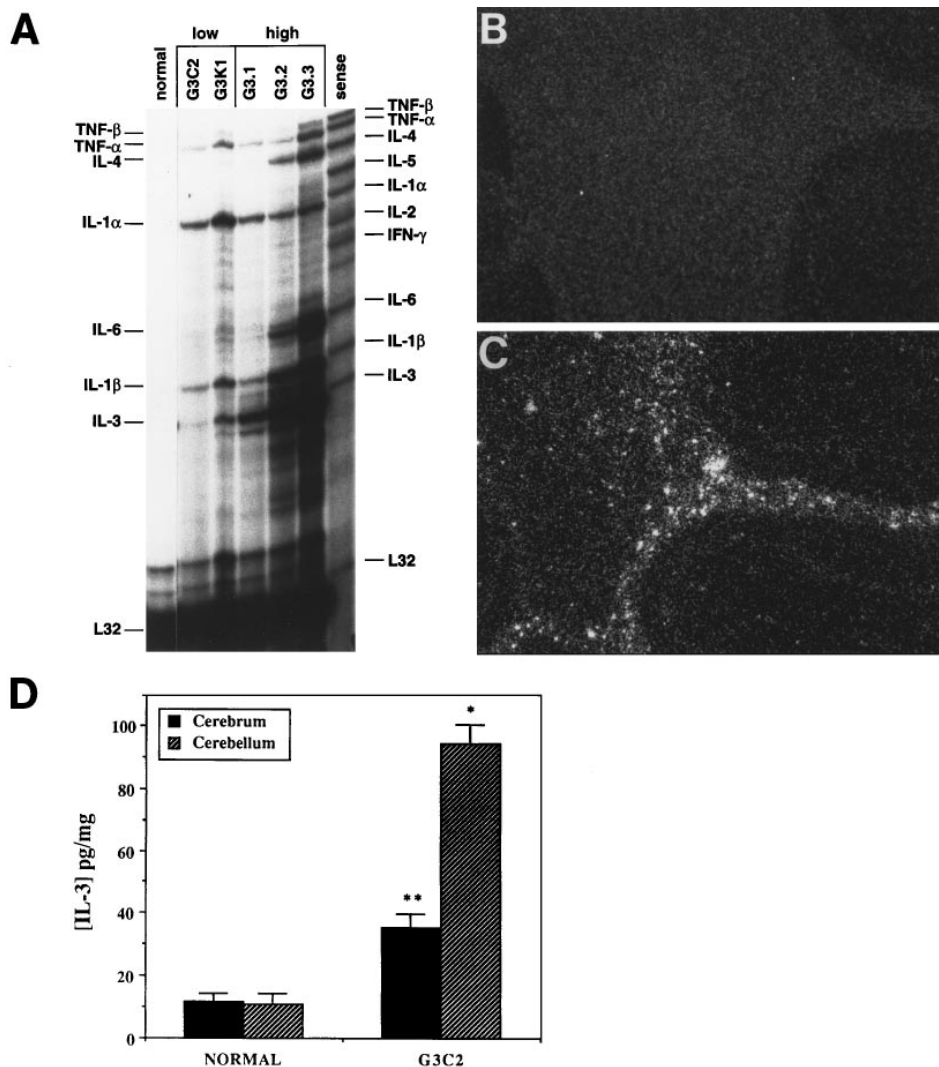 A
low
high
normal
G3C2
G3K1
G3.1
G3.2
G3.3
sense
TNF-β
TNF-α
IL-4
IL-1α
IL-6
IL-1β
IL-3
L32
TNF-β
TNF-α
IL-4
IL-5
IL-1α
IL-2
IFN-γ
IL-6
IL-1β
IL-3
L32
B
C
D
[IL-3] pg/mg
100
80
60
40
20
0
Cerebrum
Cerebellum
**
*
NORMAL
G3C2